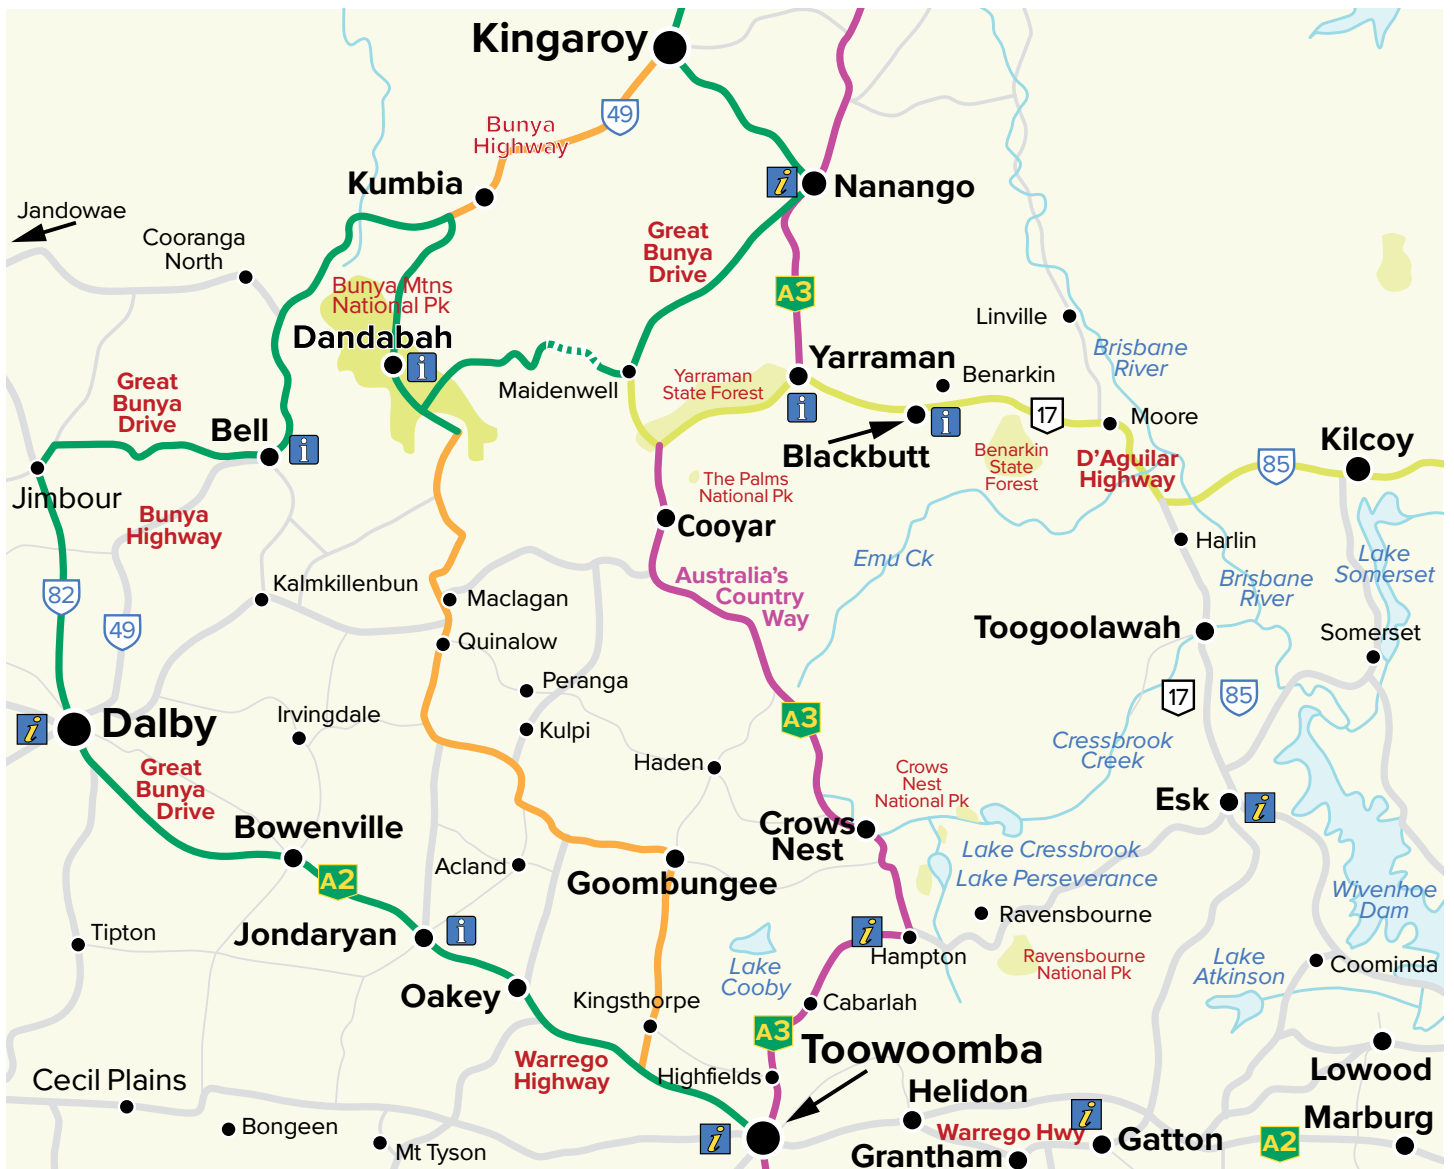 Kingaroy
49
Bunya
Highway
Kumbia
Nanango
Jandowae
Cooranga
North
Great
Bunya
Drive
Bunya Mtns
National Pk
A3
Linville
Dandabah
Brisbane
River
Yarraman
Maidenwell
Yarraman
State Forest
Benarkin
Great
Bunya
Drive
17
Moore
Bell
Blackbutt
Benarkin
State
Forest
D'Aguilar
Highway
85
Kilcoy
Jimbour
The Palms
National Pk
Bunya
Highway
Cooyar
Emu Ck
Harlin
Lake
Somerset
82
Kalmkillenbun
Maclagan
Australia's
Country
Way
Brisbane
River
49
Quinalow
Toogoolawah
Somerset
Peranga
17
85
Dalby
Irvingdale
Kulpi
A3
Cressbrook
Creek
Haden
Great
Bunya
Drive
Crows
Nest
National Pk
Esk
Bowenville
Crows
Nest
Lake Cressbrook
Lake Perseverance
Acland
Goombungee
A2
Wivenhoe
Dam
Tipton
Jondaryan
Ravensbourne
Hampton
Ravensbourne
National Pk
Lake
Cooby
Lake
Atkinson
Coominda
Oakey
Kingsthorpe
Cabarlah
A3
Toowoomba
Warrego
Highway
Highfields
Lowood
Cecil Plains
Helidon
Bongeen
Mt Tyson
Warrego Hwy
Gatton
A2
Marburg
Grantham
i
i
i
i
i
i
i
i
i
i
i
i